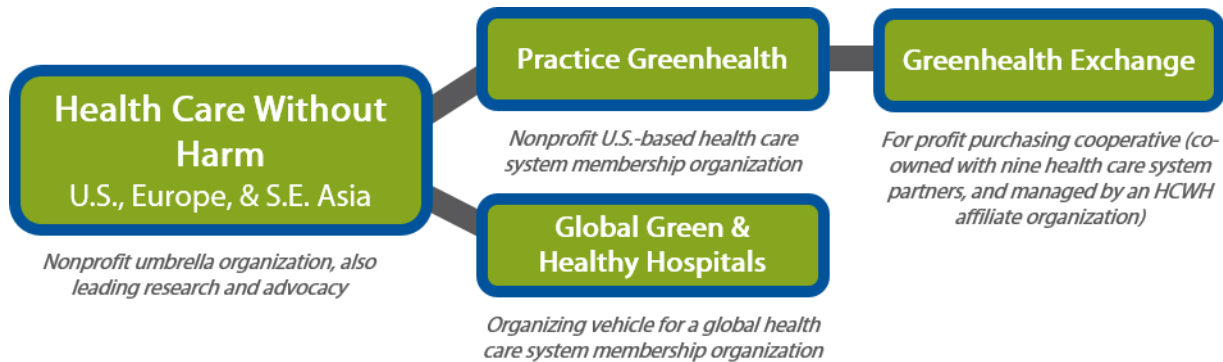 Health Care Without
Harm
U.S., Europe, & S.E. Asia
Nonprofit umbrella organization, also
leading research and advocacy
Practice Greenhealth
Nonprofit U.S.-based health care
system membership organization
Global Green &
Healthy Hospitals
Organizing vehicle for a global health
care system membership organization
Greenhealth Exchange
For profit purchasing cooperative (co-
owned with nine health care system
partners, and managed by an HCWH
affiliate organization)